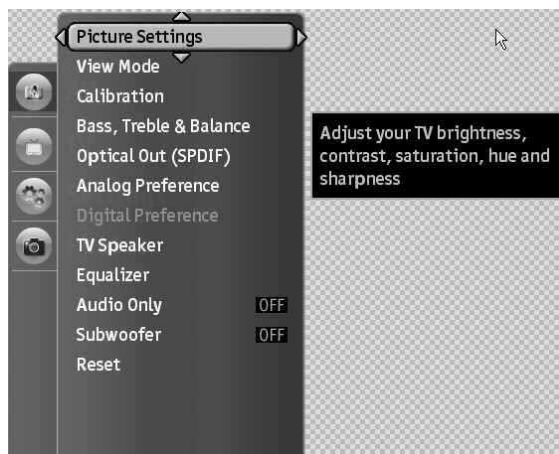 Picture Settings
View Mode
Calibration
Bass, Treble & Balance
Optical Out (SPDIF)
Analog Preference
Digital Preference
TV Speaker
Equalizer
Audio Only OFF
Subwoofer OFF
Reset
Adjust your TV brightness,
contrast, saturation, hue and
sharpness